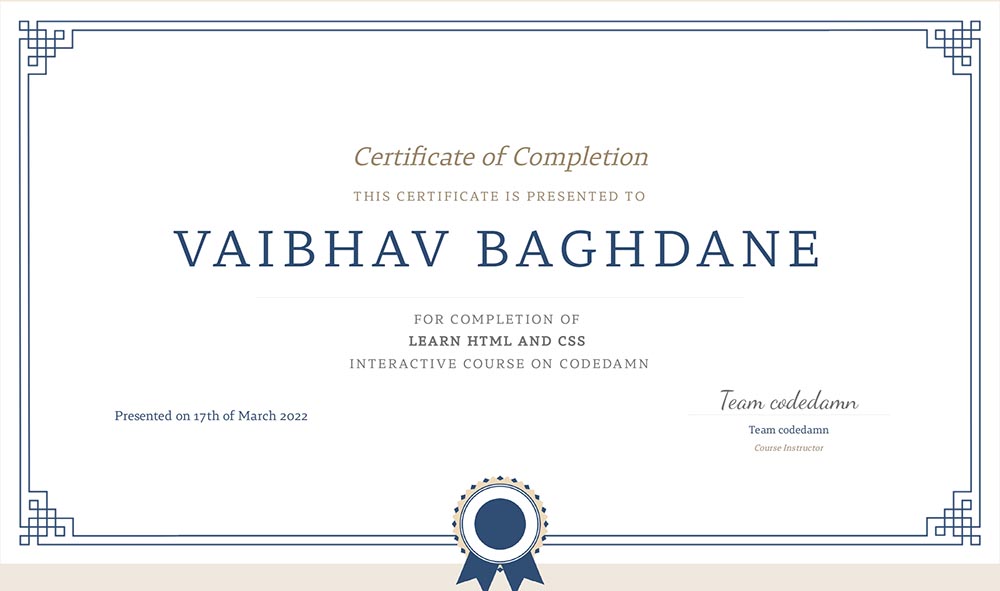 Certificate of Completion
THIS CERTIFICATE IS PRESENTED TO
VAIBHAV BAGHDANE
FOR COMPLETION OF
LEARN HTML AND CSS
INTERACTIVE COURSE ON CODEDAMN
Presented on 17th of March 2022
Team codedamn
Team codedamn
Course Instructor